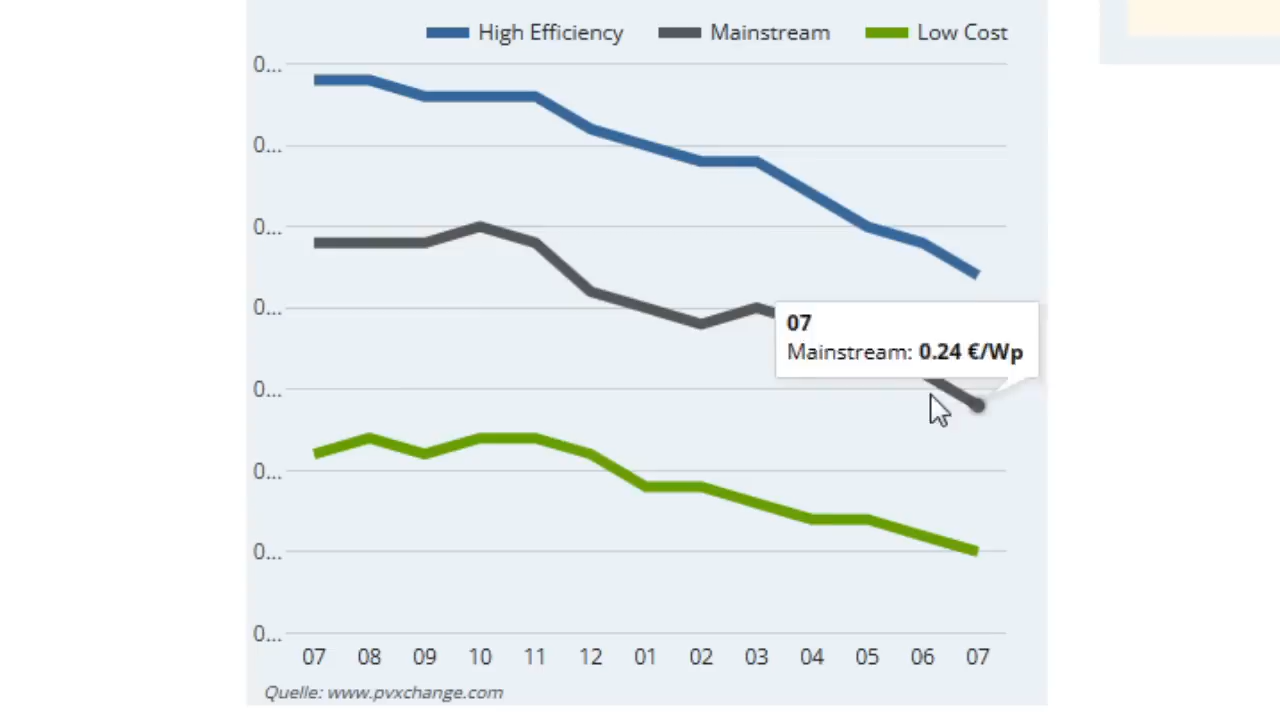 High Efficiency Mainstream Low Cost
0...
0...
0...
0...
07
Mainstream: 0.24 €/Wp
0...
0...
0...
0...
07 08 09 10 11 12 01 02 03 04 05 06 07
Quelle: www.pvxchange.com